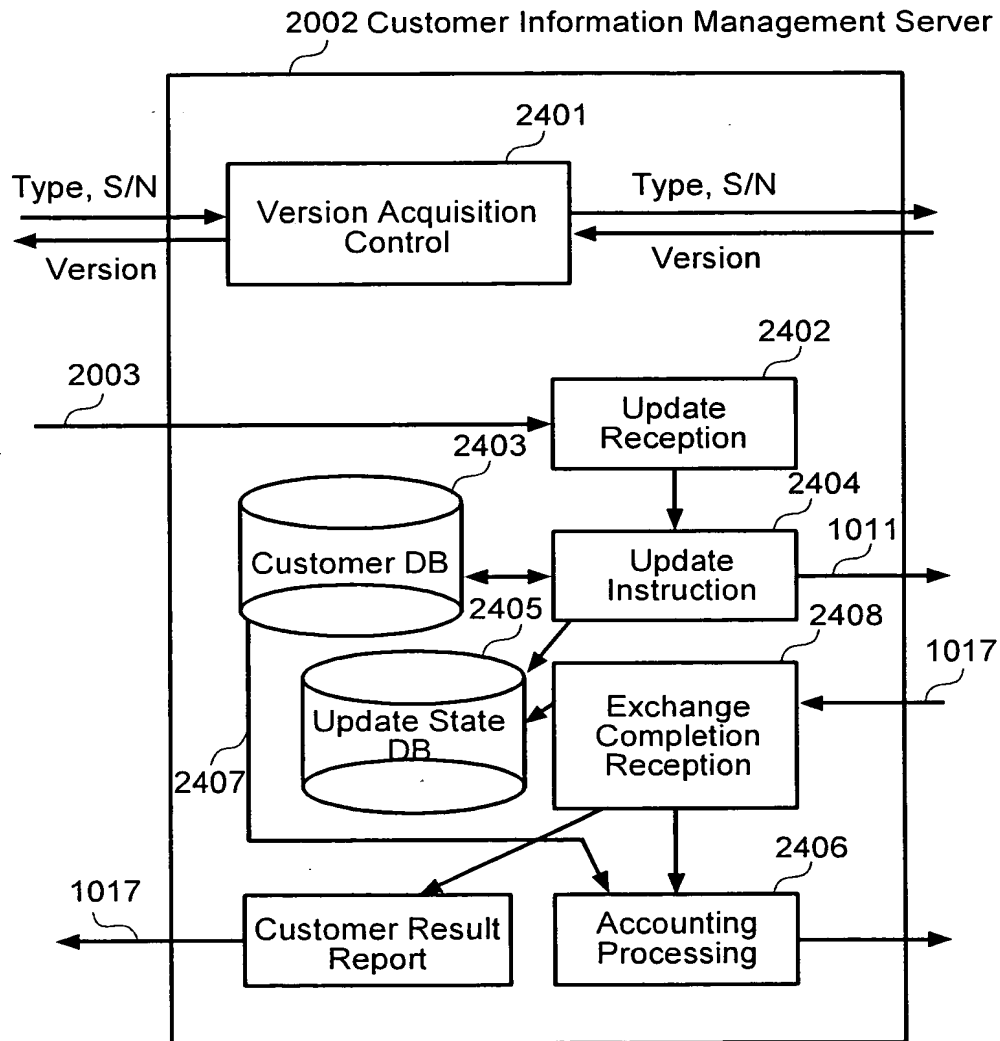 2002 Customer Information Management Server
2401
Type, S/N
Version Acquisition
Control
Type, S/N
Version
Version
2402
2003
Update
Reception
2403
2404
Customer DB
Update
Instruction
1011
2405
2408
1017
Update State
DB
Exchange
Completion
Reception
2407
2406
1017
Customer Result
Report
Accounting
Processing